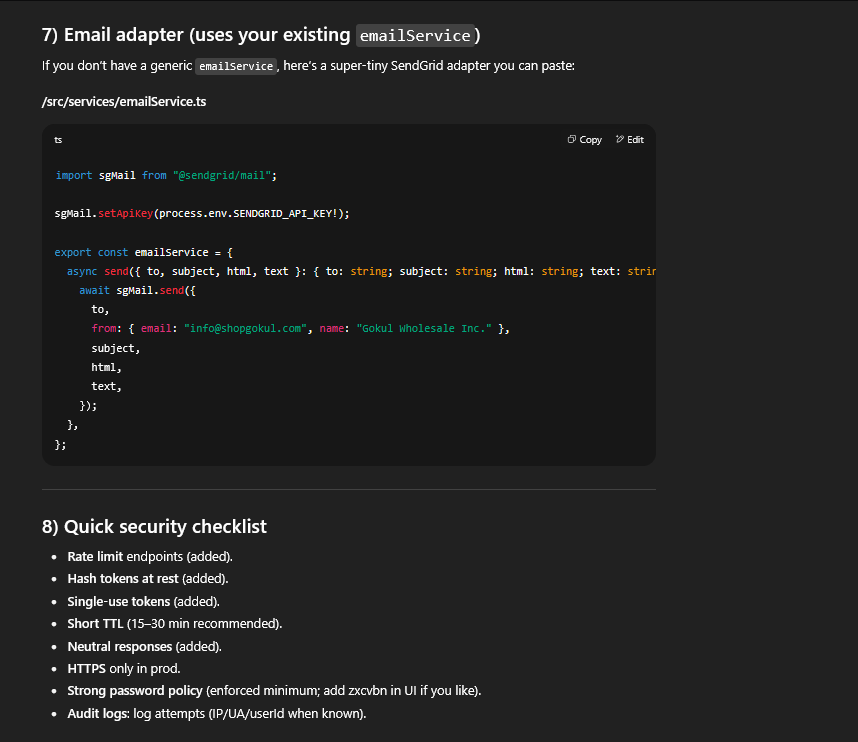 7) Email adapter (uses your existing emailService)
If you don't have a generic emailService, here's a super-tiny SendGrid adapter you can paste:
/src/services/emailService.ts
ts Copy Edit
import sgMail from "@sendgrid/mail";
sgMail.setApiKey(process.env.SENDGRID_API_KEY!);
export const emailService = {
async send({ to, subject, html, text }: { to: string; subject: string; html: string; text: strin
await sgMail.send({
to,
from: { email: "info@shopgokul.com", name: "Gokul Wholesale Inc." },
subject,
html,
text,
});
},
};
8) Quick security checklist
• Rate limit endpoints (added).
• Hash tokens at rest (added).
• Single-use tokens (added).
• Short TTL (15–30 min recommended).
• Neutral responses (added).
• HTTPS only in prod.
• Strong password policy (enforced minimum; add zxcvbn in UI if you like).
• Audit logs: log attempts (IP/UA/userId when known).